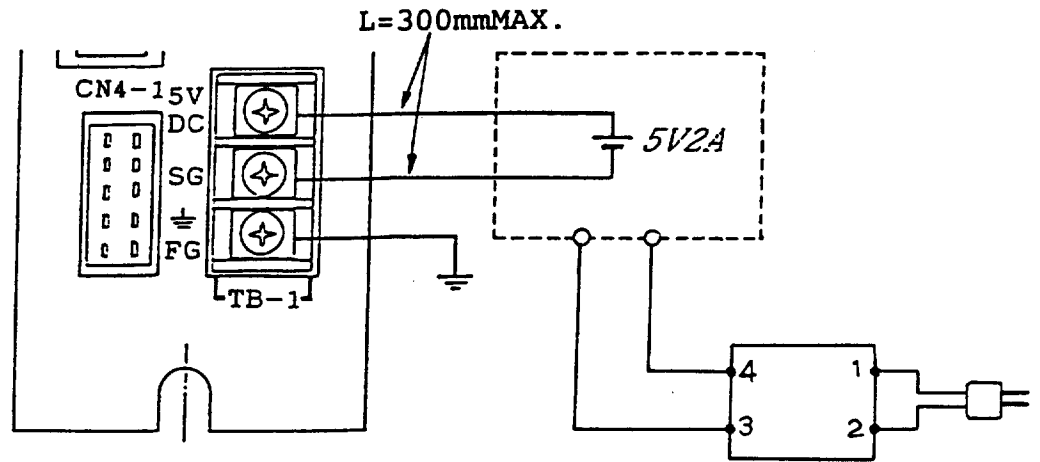 L=300mmMAX.
CN4-1
5V
DC
SG
FG
TB-1
5V2A
4
1
3
2